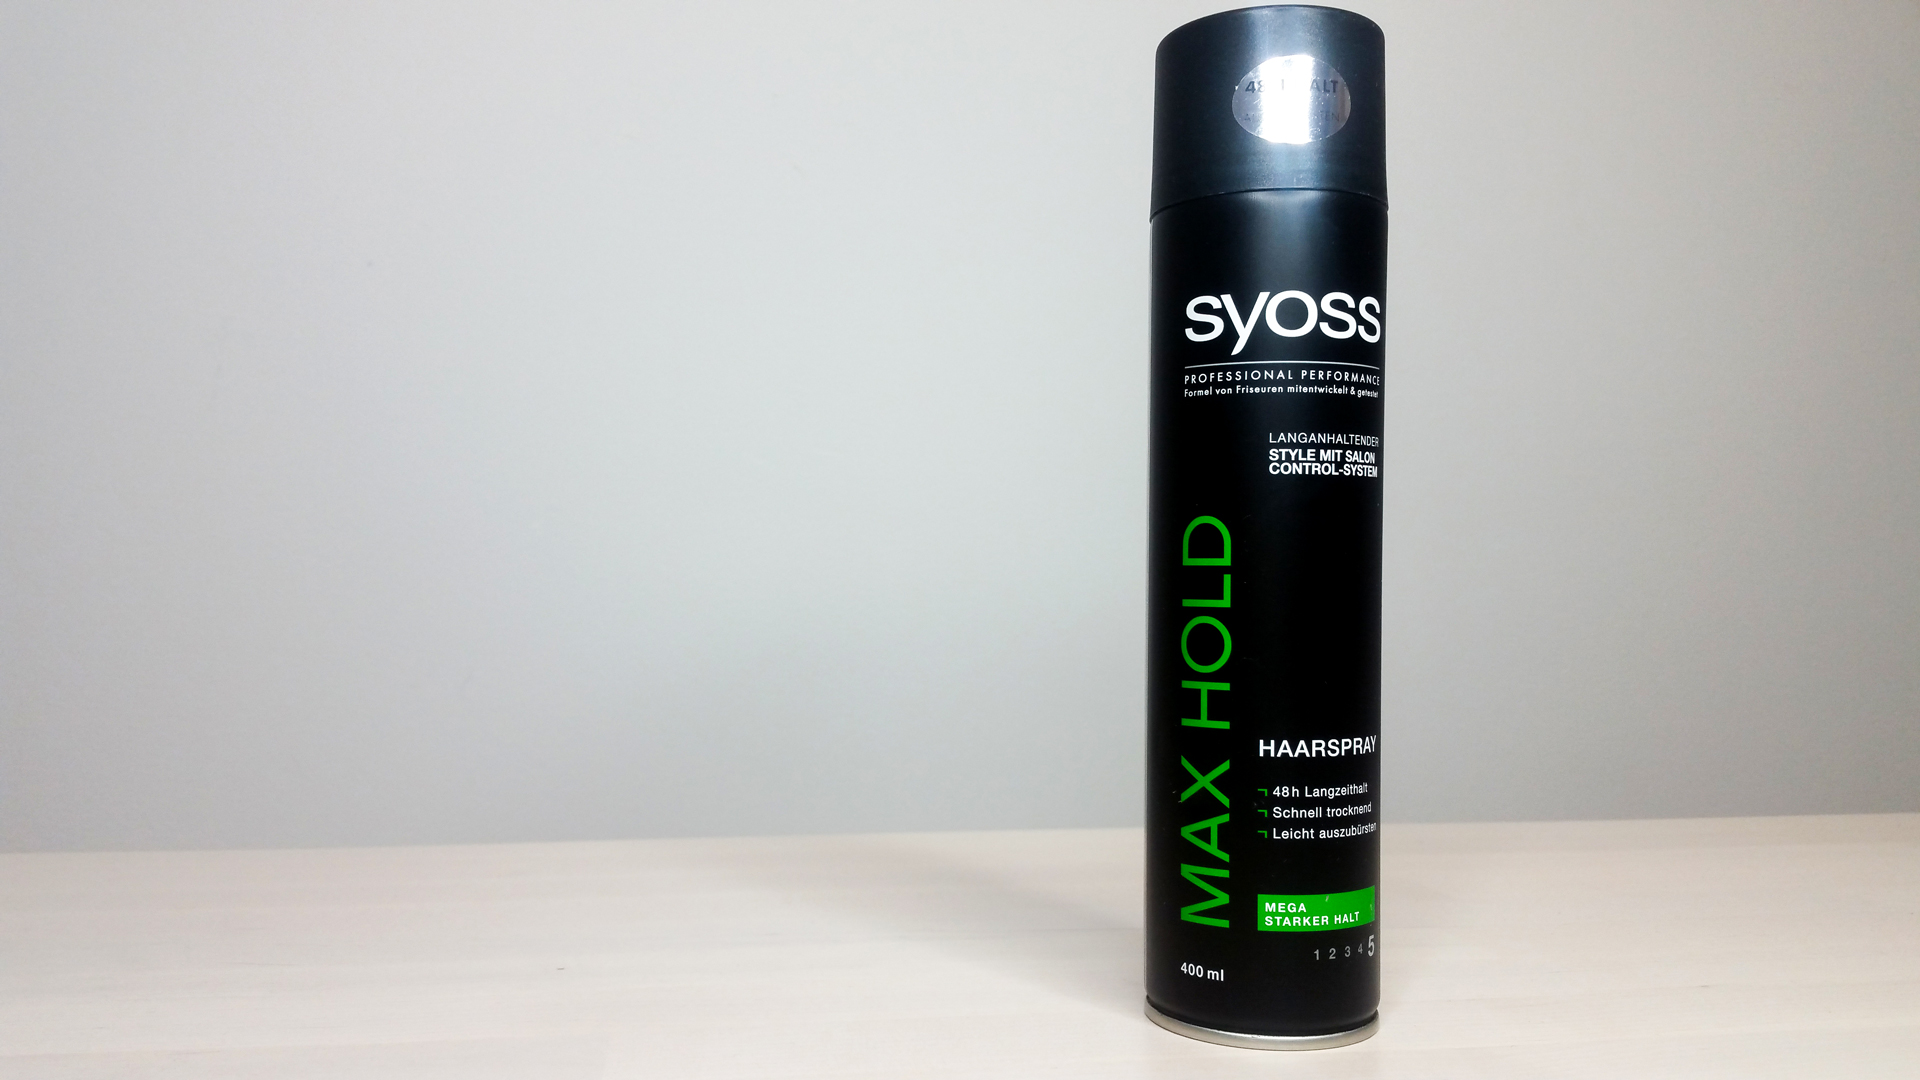 syoss
PROFESSIONAL PERFORMANCE
Formel von Friseuren mitentwickelt & getestet
LANGANHALTENDER
STYLE MIT SALON
CONTROL-SYSTEM
MAX HOLD
HAARSPRAY
48h Langzeithalt
Schnell trocknend
Leicht auszubürsten
MEGA
STARKER HALT
1 2 3 4 5
400 ml